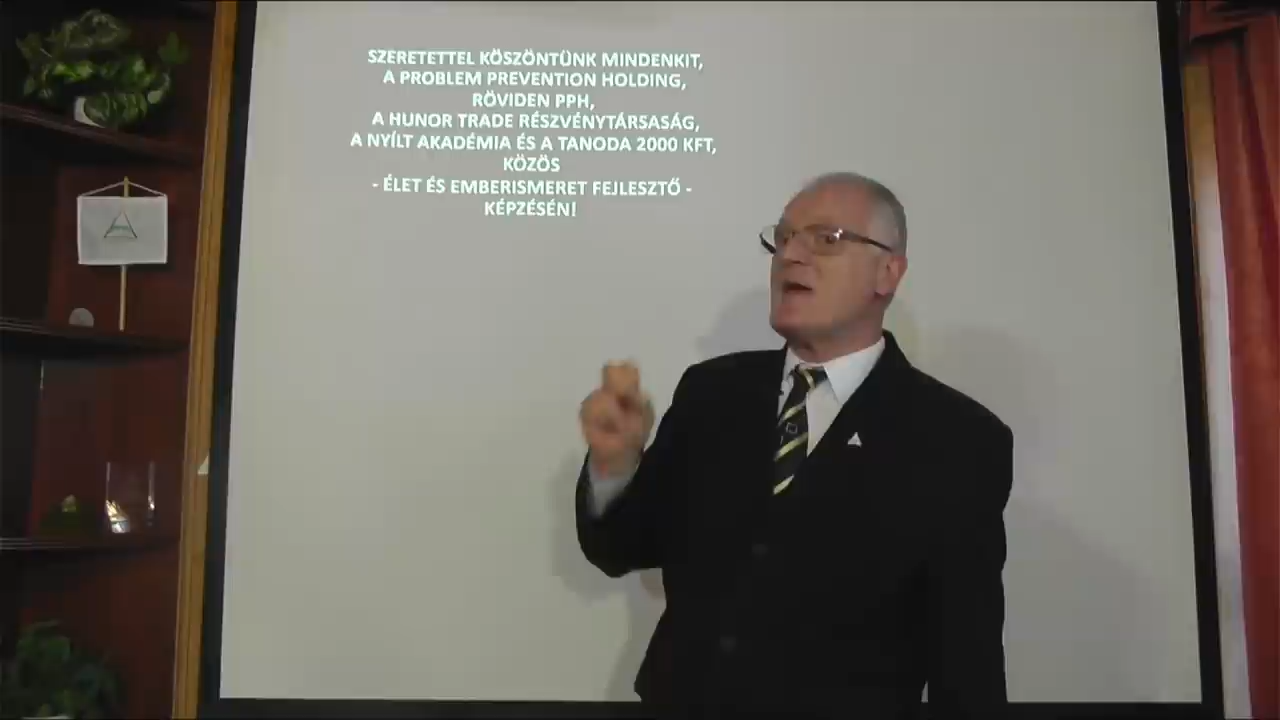 SZERETETTEL KÖSZÖNTÜNK MINDENKIT,
A PROBLEM PREVENTION HOLDING,
RÖVIDEN PPH,
A HUNOR TRADE RÉSZVÉNYTÁRSASÁG,
A NYÍLT AKADÉMIA ÉS A TANODA 2000 KFT,
KÖZÖS
- ÉLET ÉS EMBERISMERET FEJLESZTŐ -
KÉPZÉSÉN!